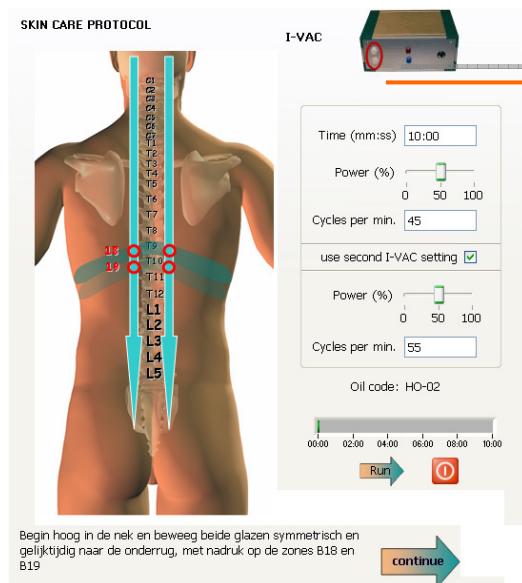 SKIN CARE PROTOCOL
I-VAC
C1
C2
C3
C4
C5
C6
C7
T1
T2
T3
T4
T5
T6
T7
T8
18 T9
19 T10
T11
T12
L1
L2
L3
L4
L5
Time (mm:ss) 10:00
Power (%)
0 50 100
Cycles per min. 45
use second I-VAC setting
Power (%)
0 50 100
Cycles per min. 55
Oil code: HO-02
00:00 02:00 04:00 06:00 08:00 10:00
Run
Begin hoog in de nek en beweeg beide glazen symmetrisch en
gelijktijdig naar de onderrug, met nadruk op de zones B18 en
B19
continue